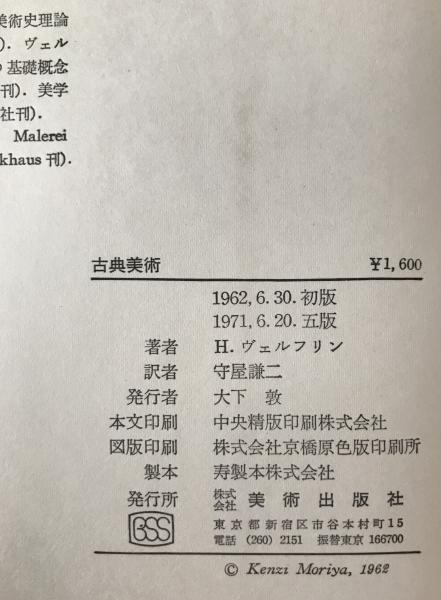 美術史理論
). ヴェル
の基礎概念
刊). 美学
社刊).
Malerei
khaus 刊).
古典美術 ¥1,600
1962, 6. 30. 初版
1971, 6. 20. 五版
著者 H. ヴェルフリン
訳者 守屋謙二
発行者 大下 敦
本文印刷 中央精版印刷株式会社
図版印刷 株式会社京橋原色版印刷所
製本 寿製本株式会社
発行所 株式会社 美術出版社
BSS 東京都新宿区市谷本村町15
電話 (260) 2151 振替東京 166700
© Kenzi Moriya, 1962